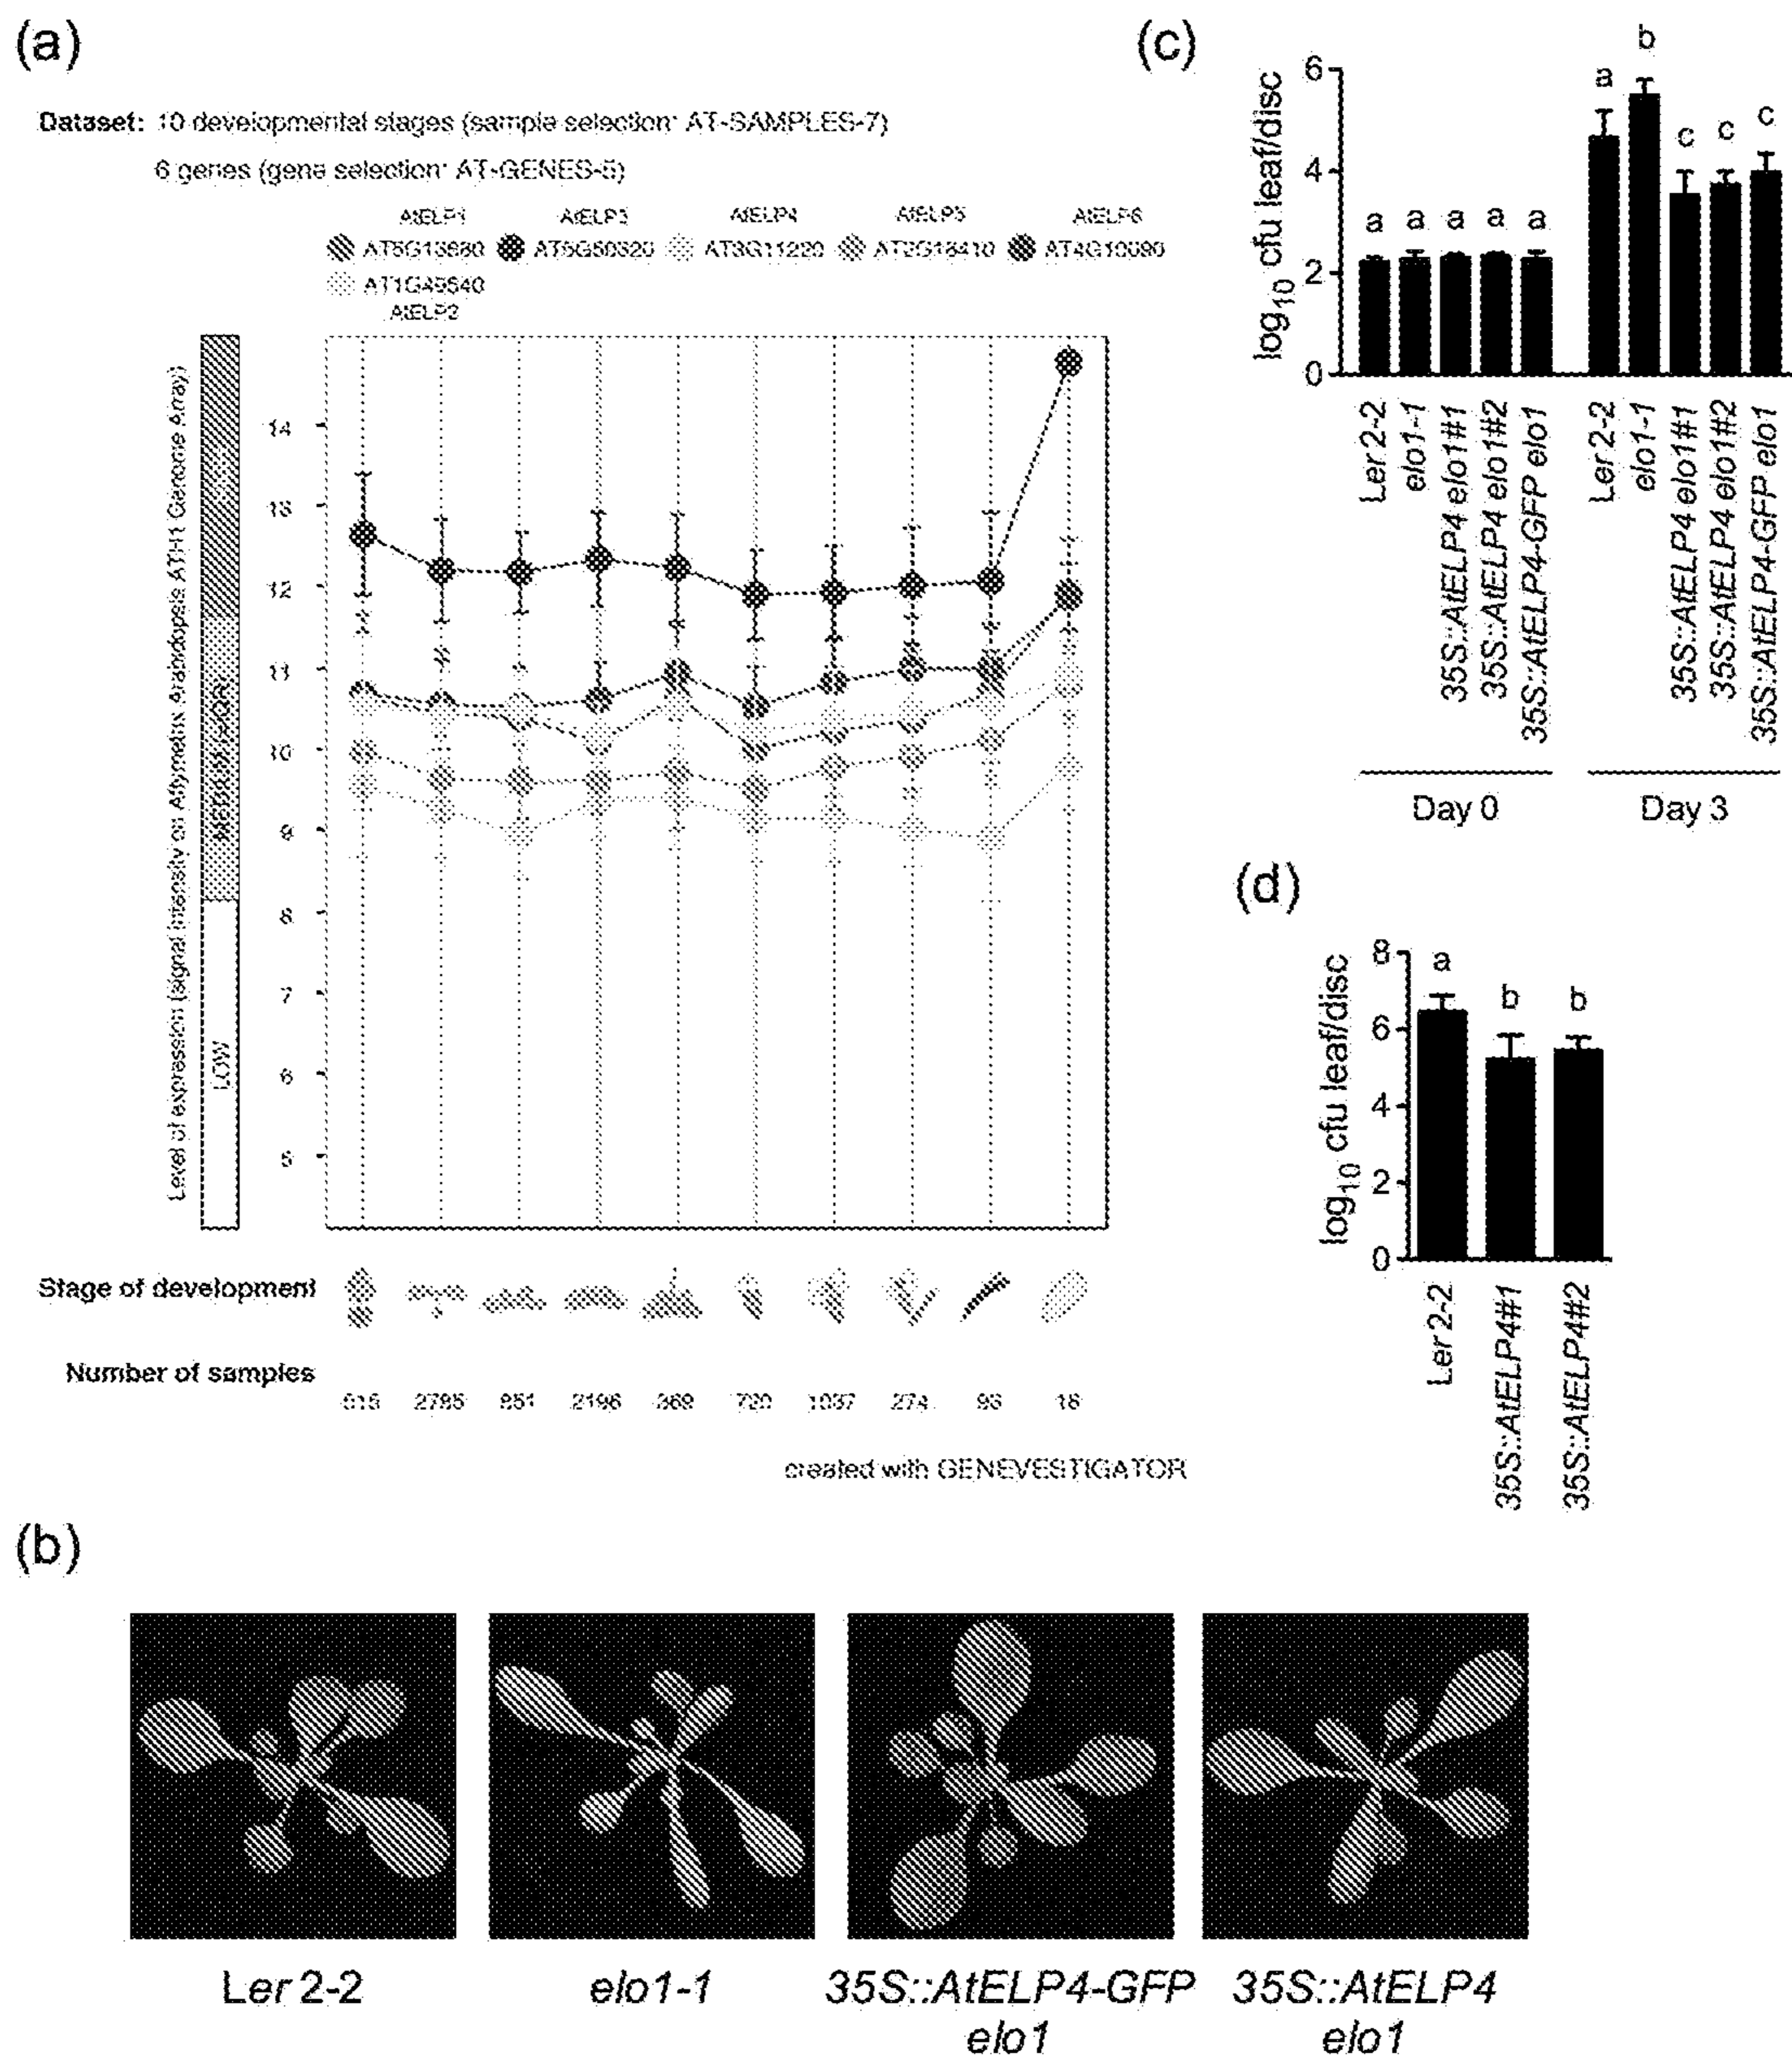 (a)
Dataset: 10 developmental stages (sample selection: AT-SAMPLES-7)
6 genes (gene selection: AT-GENES-5)
AtELP1 AtELP3 AtELP4 AtELP5 AtELP6
AT5G13680 AT5G50320 AT3G11220 AT2G18410 AT4G10090
AT1G49540
AtELP2
Level of expression (signal intensity on Affymetrix Arabidopsis ATH1 Genome Array)
LOW
14
13
12
11
10
9
8
7
6
5
Stage of development
Number of samples
2785 851 2196 369 720 1057 274
created with GENEVESTIGATOR
(b)
Ler 2-2
elo1-1
35S::AtELP4-GFP
elo1
35S::AtELP4
elo1
(c)
log10 cfu leaf/disc
6
4
2
0
a a a a a a b c c c
Ler 2-2
elo1-1
35S::AtELP4 elo1#1
35S::AtELP4 elo1#2
35S::AtELP4-GFP elo1
Ler 2-2
elo1-1
35S::AtELP4 elo1#1
35S::AtELP4 elo1#2
35S::AtELP4-GFP elo1
Day 0
Day 3
(d)
log10 cfu leaf/disc
8
6
4
2
0
a b b
Ler 2-2
35S::AtELP4#1
35S::AtELP4#2